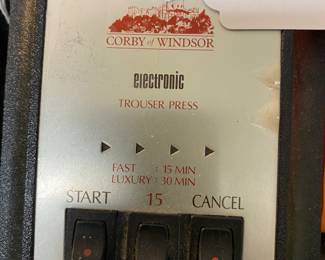 CORBY of WINDSOR
electronic
TROUSER PRESS
FAST : 15 MIN
LUXURY : 30 MIN
START 15 CANCEL